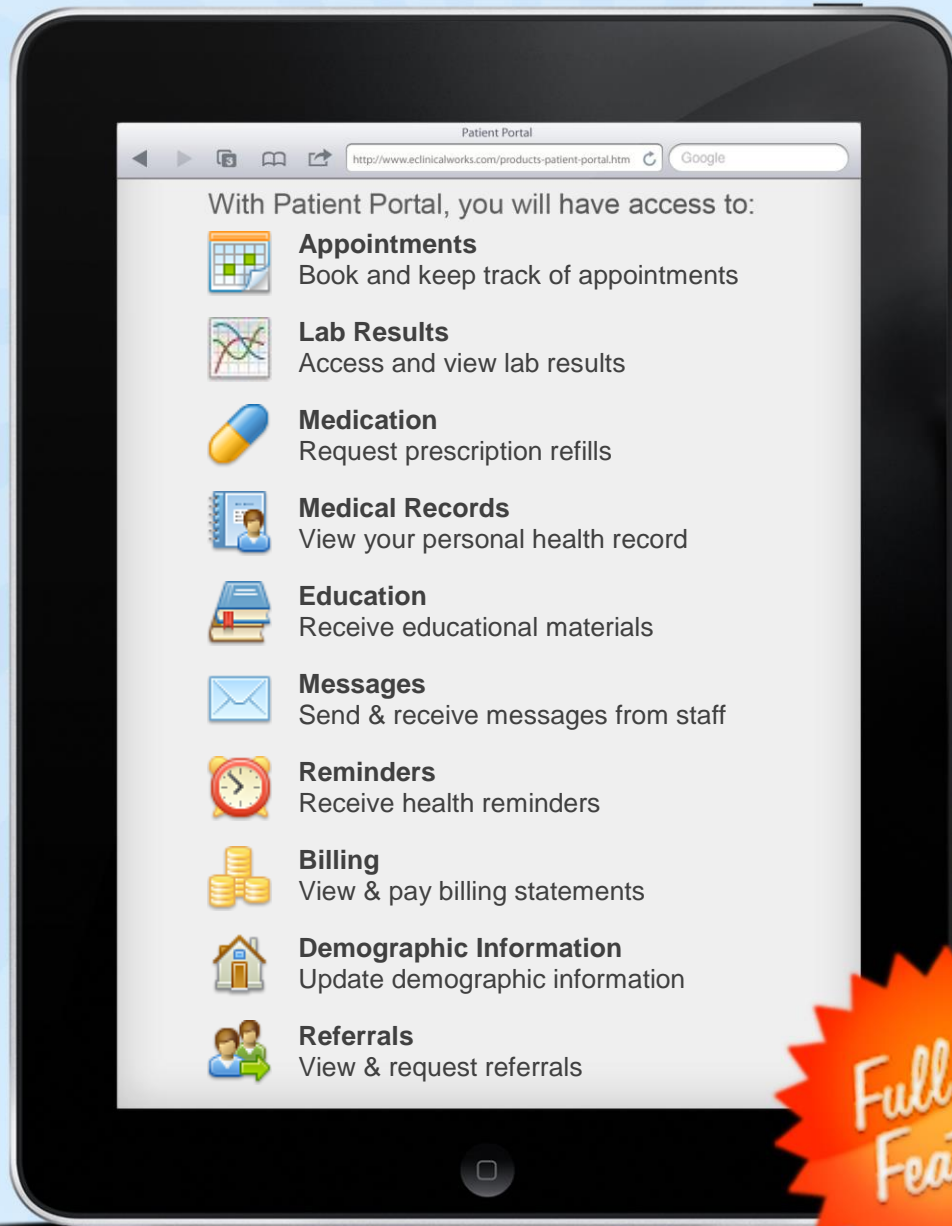 Patient Portal
http://www.eclinicalworks.com/products-patient-portal.htm
Google
With Patient Portal, you will have access to:
Appointments
Book and keep track of appointments
Lab Results
Access and view lab results
Medication
Request prescription refills
Medical Records
View your personal health record
Education
Receive educational materials
Messages
Send & receive messages from staff
Reminders
Receive health reminders
Billing
View & pay billing statements
Demographic Information
Update demographic information
Referrals
View & request referrals
Full